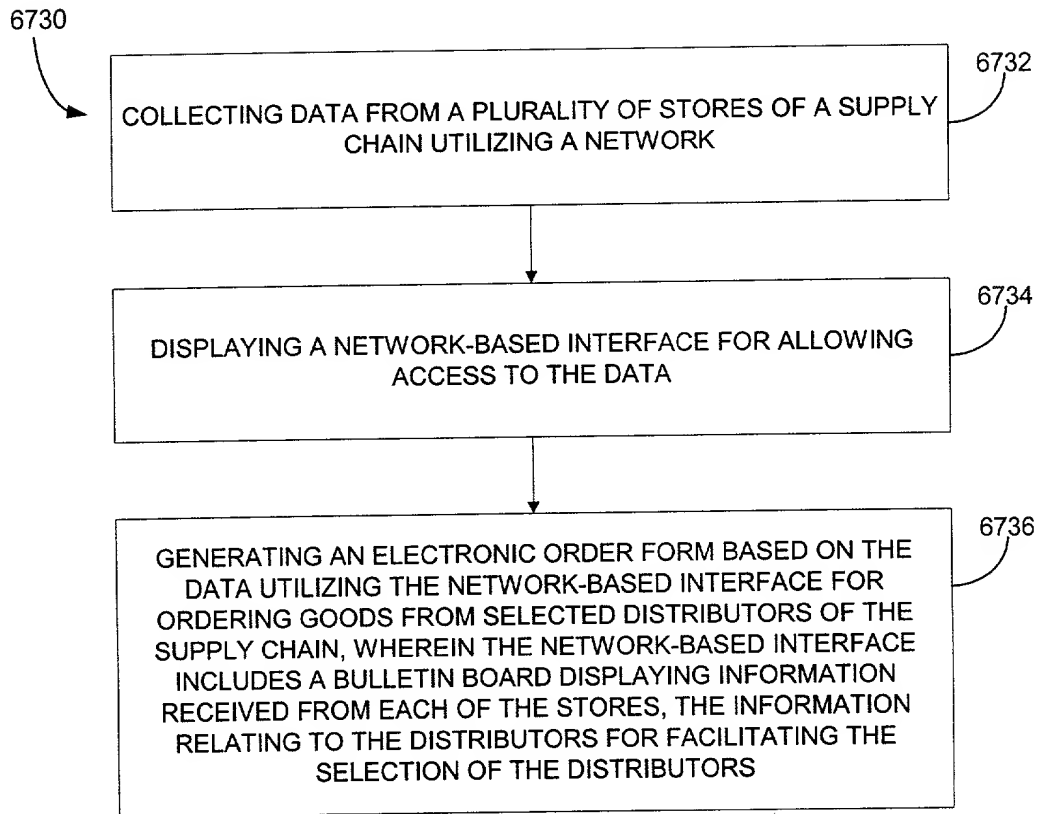 6730
6732
COLLECTING DATA FROM A PLURALITY OF STORES OF A SUPPLY
CHAIN UTILIZING A NETWORK
6734
DISPLAYING A NETWORK-BASED INTERFACE FOR ALLOWING
ACCESS TO THE DATA
6736
GENERATING AN ELECTRONIC ORDER FORM BASED ON THE
DATA UTILIZING THE NETWORK-BASED INTERFACE FOR
ORDERING GOODS FROM SELECTED DISTRIBUTORS OF THE
SUPPLY CHAIN, WHEREIN THE NETWORK-BASED INTERFACE
INCLUDES A BULLETIN BOARD DISPLAYING INFORMATION
RECEIVED FROM EACH OF THE STORES, THE INFORMATION
RELATING TO THE DISTRIBUTORS FOR FACILITATING THE
SELECTION OF THE DISTRIBUTORS